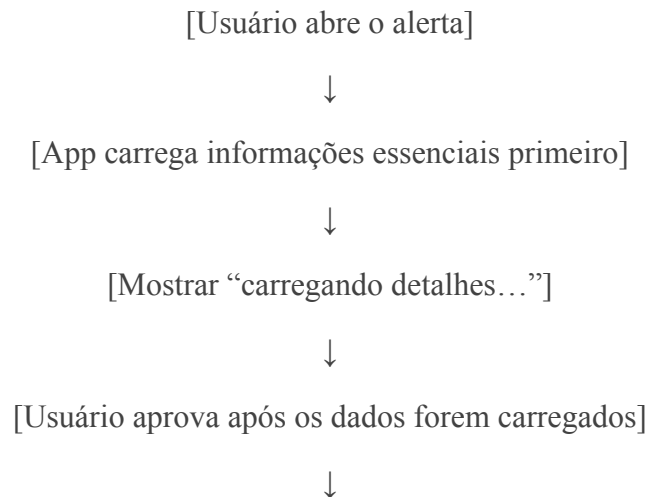 [Usuário abre o alerta]
↓
[App carrega informações essenciais primeiro]
↓
[Mostrar “carregando detalhes…”]
↓
[Usuário aprova após os dados forem carregados]
↓